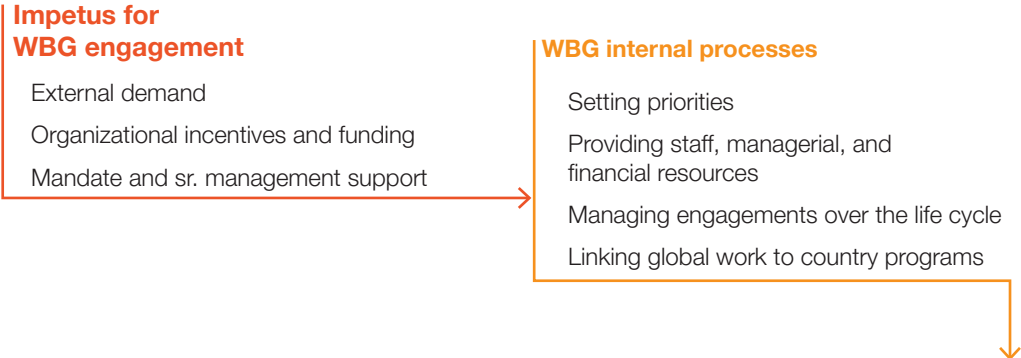 Impetus for
WBG engagement
External demand
Organizational incentives and funding
Mandate and sr. management support
WBG internal processes
Setting priorities
Providing staff, managerial, and
financial resources
Managing engagements over the life cycle
Linking global work to country programs